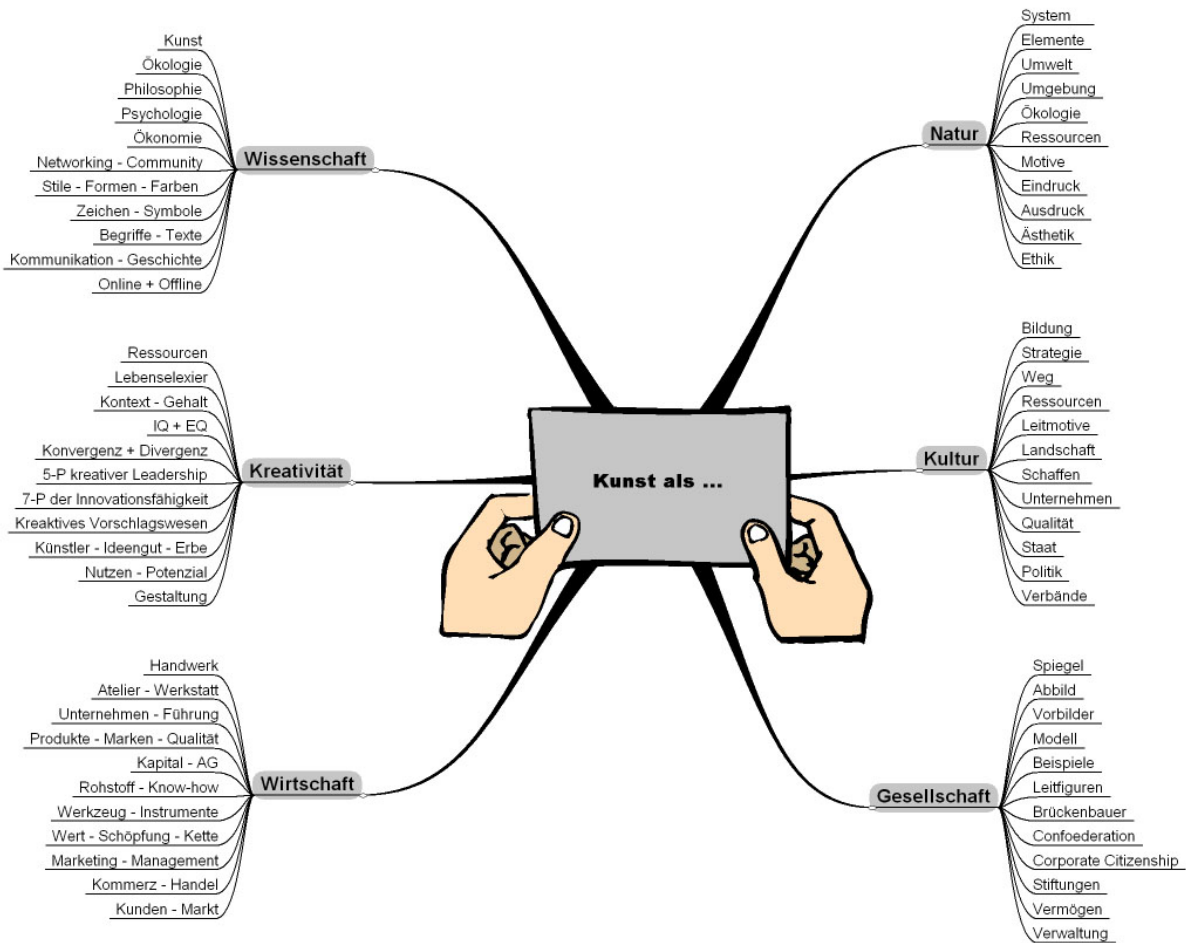 Kunst als ...
Wissenschaft
Kunst
Ökologie
Philosophie
Psychologie
Ökonomie
Networking - Community
Stile - Formen - Farben
Zeichen - Symbole
Begriffe - Texte
Kommunikation - Geschichte
Online + Offline
Kreativität
Ressourcen
Lebenselexier
Kontext - Gehalt
IQ + EQ
Konvergenz + Divergenz
5-P kreativer Leadership
7-P der Innovationsfähigkeit
Kreaktives Vorschlagswesen
Künstler - Ideengut - Erbe
Nutzen - Potenzial
Gestaltung
Wirtschaft
Handwerk
Atelier - Werkstatt
Unternehmen - Führung
Produkte - Marken - Qualität
Kapital - AG
Rohstoff - Know-how
Werkzeug - Instrumente
Wert - Schöpfung - Kette
Marketing - Management
Kommerz - Handel
Kunden - Markt
Natur
System
Elemente
Umwelt
Umgebung
Ökologie
Ressourcen
Motive
Eindruck
Ausdruck
Ästhetik
Ethik
Kultur
Bildung
Strategie
Weg
Ressourcen
Leitmotive
Landschaft
Schaffen
Unternehmen
Qualität
Staat
Politik
Verbände
Gesellschaft
Spiegel
Abbild
Vorbilder
Modell
Beispiele
Leitfiguren
Brückenbauer
Confoederation
Corporate Citizenship
Stiftungen
Vermögen
Verwaltung